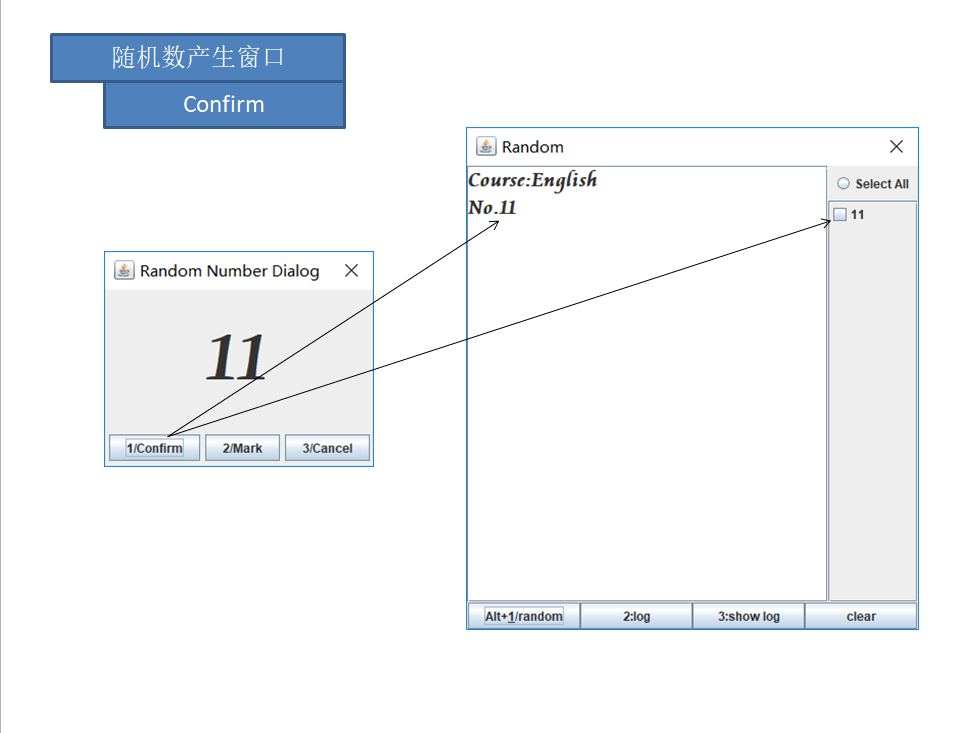 随机数产生窗口
Confirm
Random Number Dialog
11
1/Confirm
2/Mark
3/Cancel
Random
Course:English
No.11
Select All
11
Alt+1/random
2:log
3:show log
clear